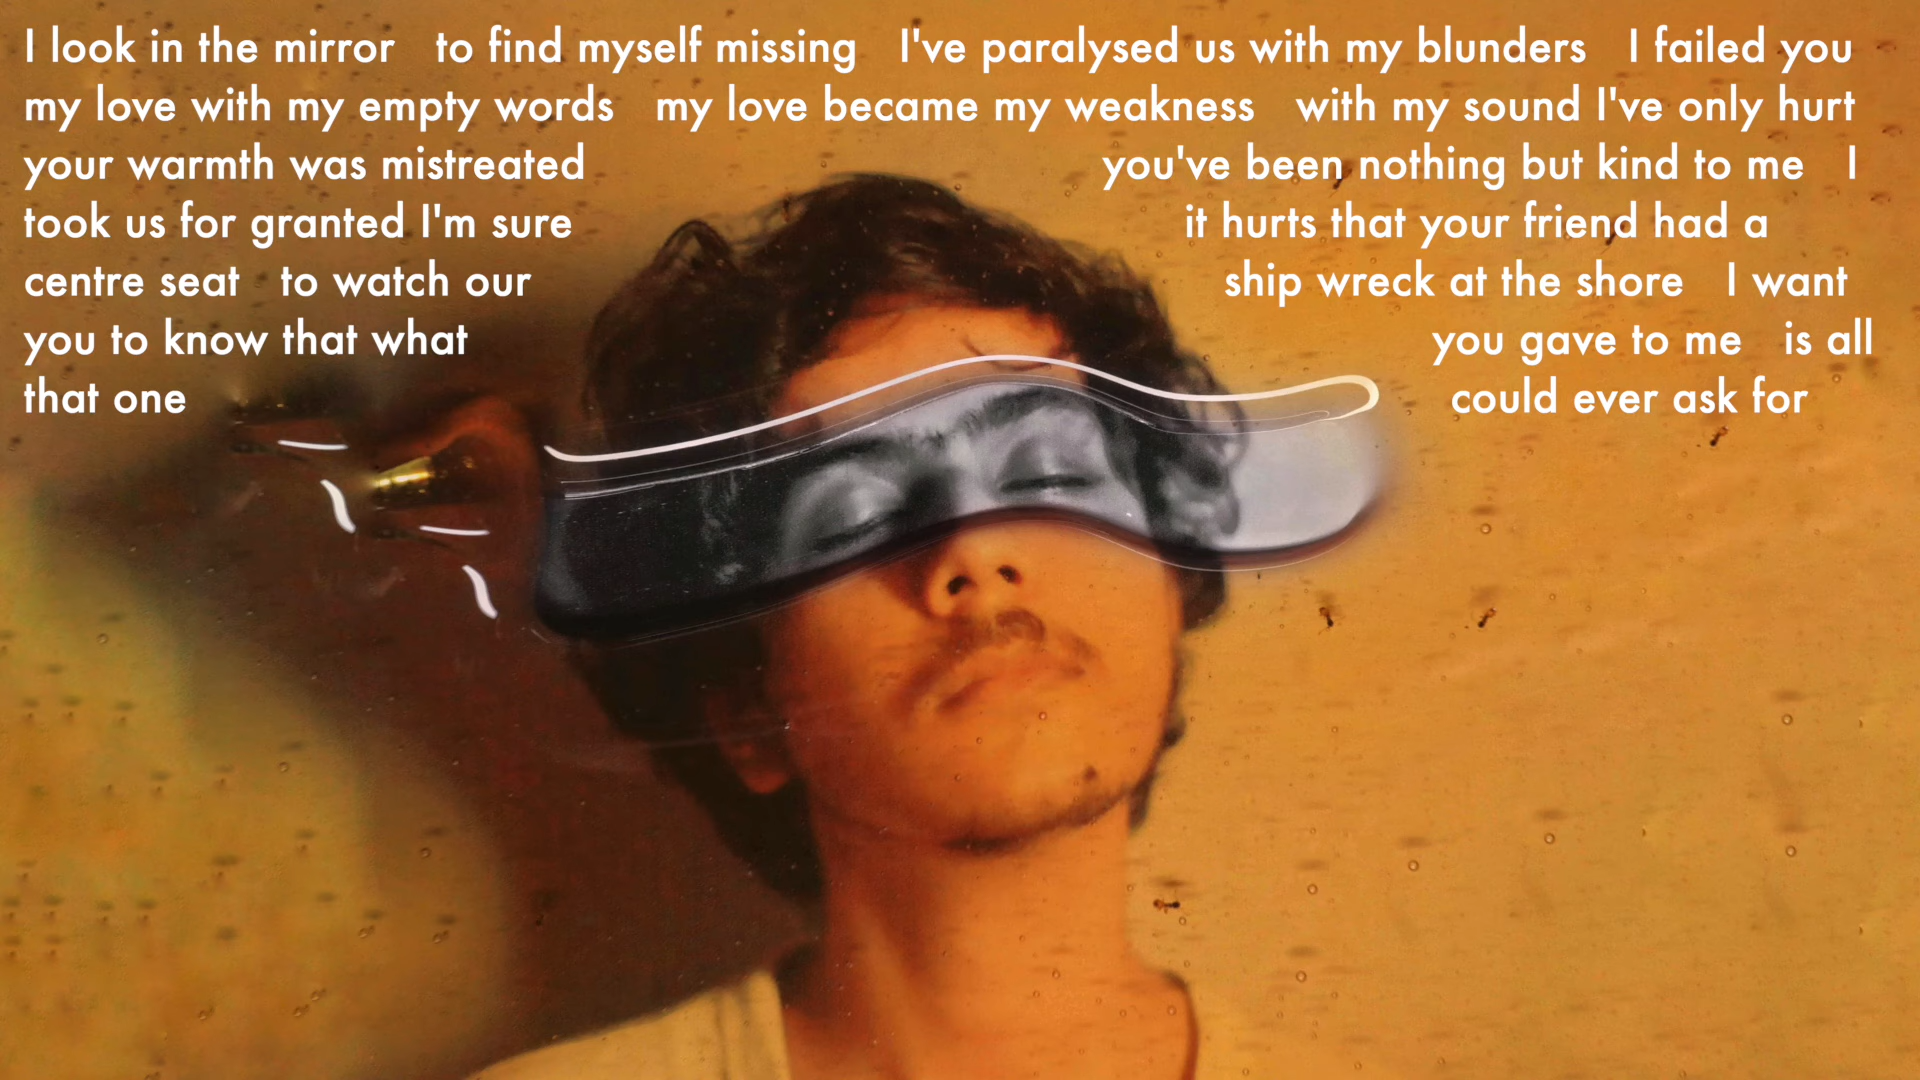 I look in the mirror to find myself missing I've paralysed us with my blunders I failed you
my love with my empty words my love became my weakness with my sound I've only hurt
your warmth was mistreated you've been nothing but kind to me I
took us for granted I'm sure it hurts that your friend had a
centre seat to watch our ship wreck at the shore I want
you to know that what you gave to me is all
that one could ever ask for